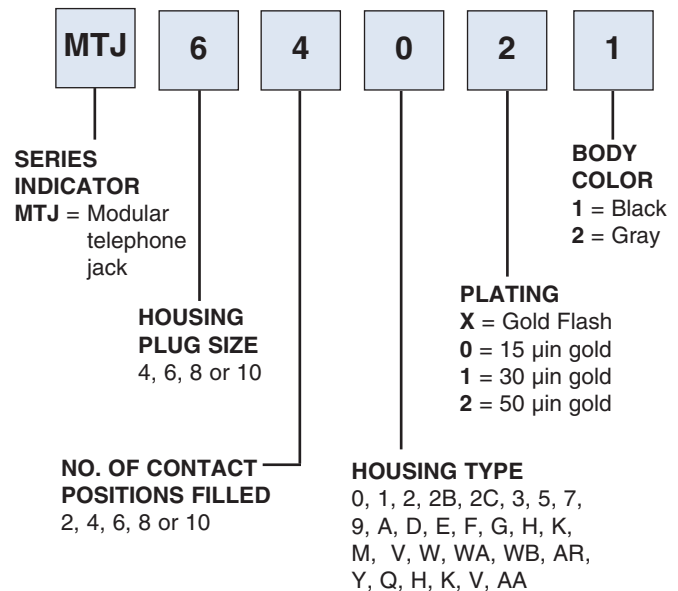 MTJ 6 4 0 2 1
SERIES
INDICATOR
MTJ = Modular
telephone
jack
HOUSING
PLUG SIZE
4, 6, 8 or 10
NO. OF CONTACT
POSITIONS FILLED
2, 4, 6, 8 or 10
HOUSING TYPE
0, 1, 2, 2B, 2C, 3, 5, 7,
9, A, D, E, F, G, H, K,
M, V, W, WA, WB, AR,
Y, Q, H, K, V, AA
PLATING
X = Gold Flash
0 = 15 µin gold
1 = 30 µin gold
2 = 50 µin gold
BODY
COLOR
1 = Black
2 = Gray